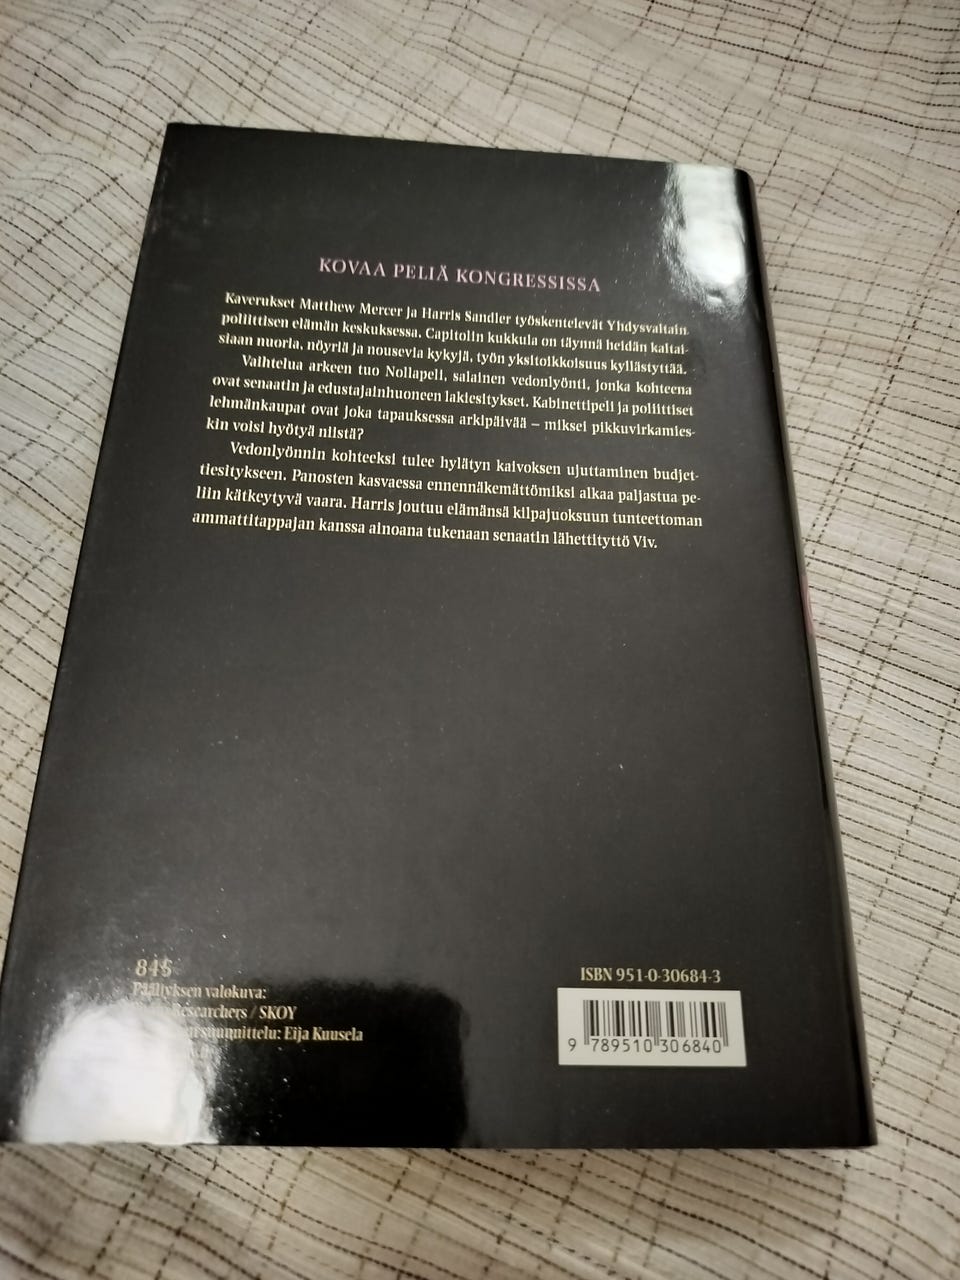 KOVAA PELIÄ KONGRESSISSA
Kaverukset Matthew Mercer ja Harris Sandler työskentelevät Yhdysvaltain
poliittisen elämän keskuksessa. Capitolin kukkula on täynnä heidän kaltai-
siaan nuoria, nöyriä ja nousevia kykyjä, työn yksitoikkoisuus kyllästyttää.
Vaihtelua arkeen tuo Nollapeli, salainen vedonlyönti, jonka kohteena
ovat senaatin ja edustajainhuoneen lakiesitykset. Kabinettipeli ja poliittiset
lehmänkaupat ovat joka tapauksessa arkipäivää – miksei pikkuvirkamies-
kin voisi hyötyä niistä?
Vedonlyönnin kohteeksi tulee hylätyn kaivoksen ujuttaminen budjet-
tiesitykseen. Panosten kasvaessa ennennäkemättömiksi alkaa paljastua pe-
liin kätkeytyvä vaara. Harris joutuu elämänsä kilpajuoksuun tunteettoman
ammattitappajan kanssa ainoana tukenaan senaatin lähettityttö Viv.
Päällyksen valokuva:
Researchers / SKOY
suunnittelu: Eija Kuusela
ISBN 951-0-30684-3
9 789510 306840